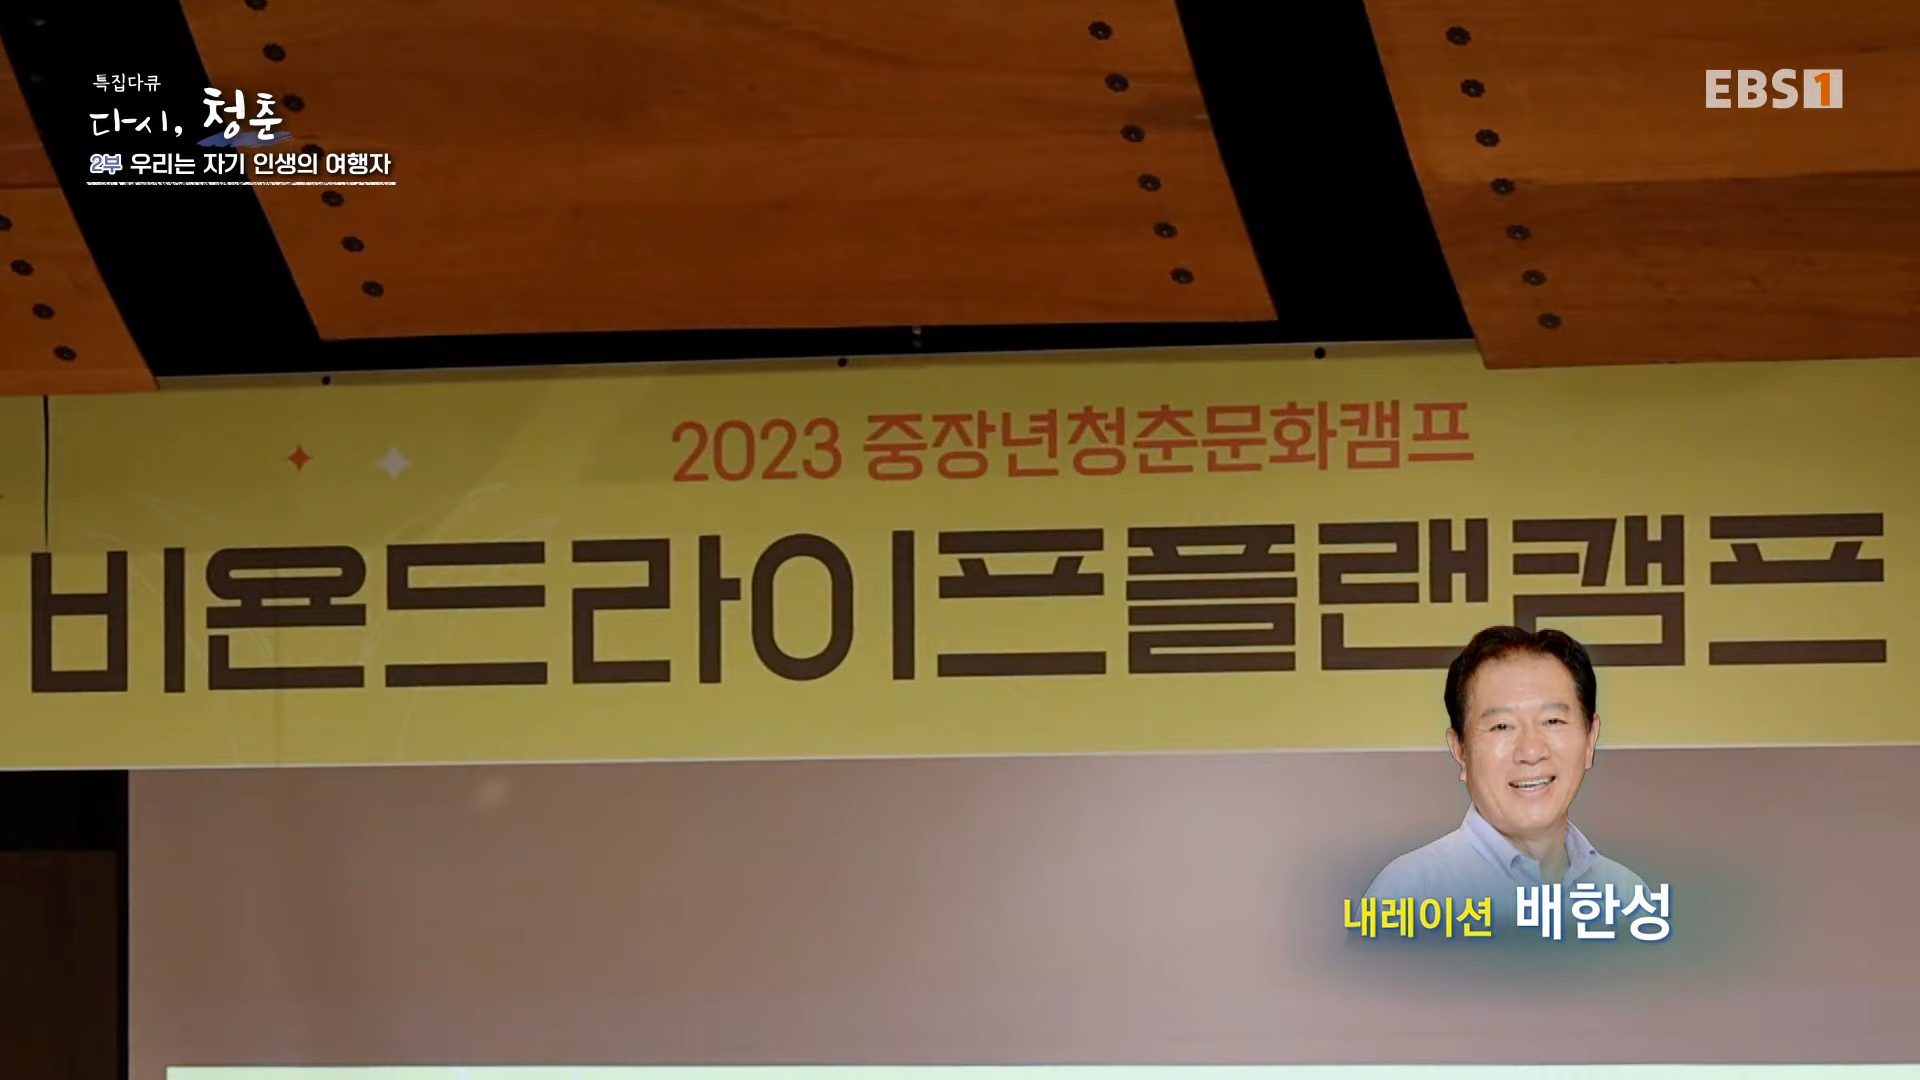 특집다큐
다시, 청춘
2부 우리는 자기 인생의 여행자
EBS1
2023 중장년청춘문화캠프
비욘드라이프플랜캠프
내레이션 배한성